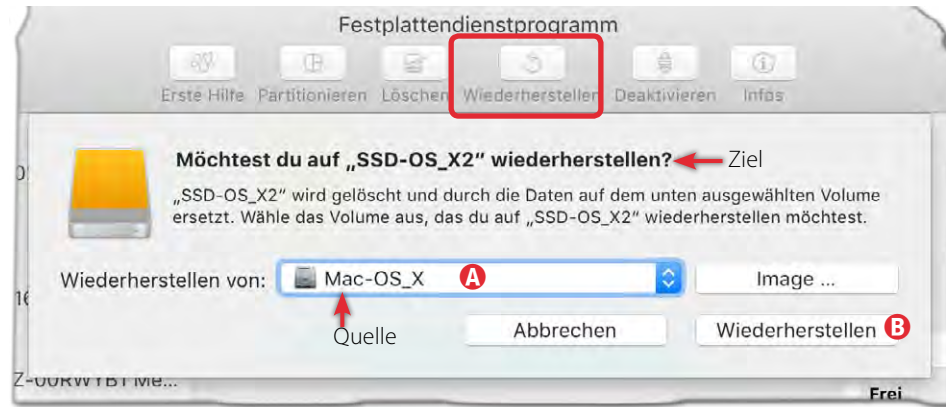 Festplattendienstprogramm
Erste Hilfe Partitionieren Löschen Wiederherstellen Deaktivieren Infos
Möchtest du auf „SSD-OS_X2“ wiederherstellen? Ziel
„SSD-OS_X2“ wird gelöscht und durch die Daten auf dem unten ausgewählten Volume
ersetzt. Wähle das Volume aus, das du auf „SSD-OS_X2“ wiederherstellen möchtest.
Wiederherstellen von: Mac-OS_X A Image ...
Quelle Abbrechen Wiederherstellen B
Frei